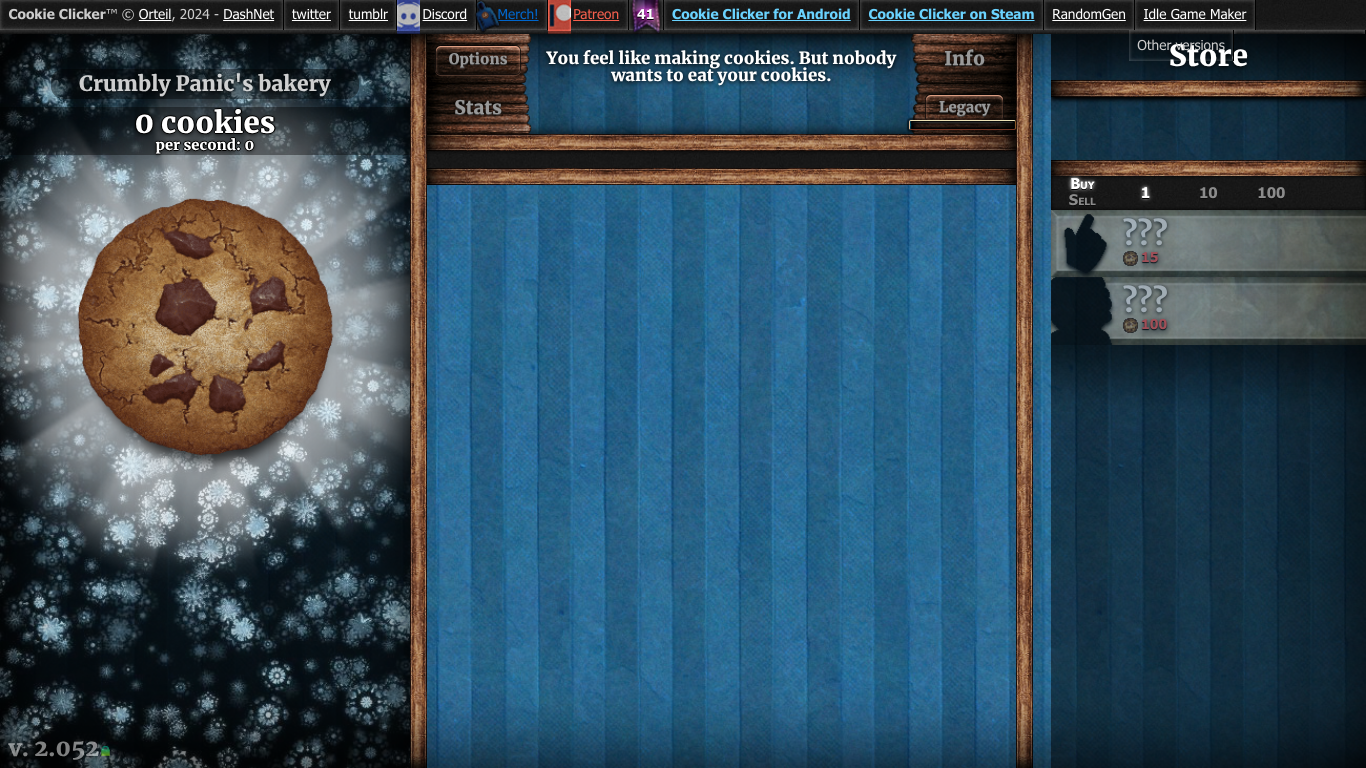 Cookie Clicker™ © Orteil, 2024 - DashNet
twitter
tumblr
Discord
Merch!
Patreon
41
Cookie Clicker for Android
Cookie Clicker on Steam
RandomGen
Idle Game Maker
Other versions
Crumbly Panic's bakery
0 cookies
per second: 0
Options
Stats
You feel like making cookies. But nobody
wants to eat your cookies.
Info
Legacy
Store
Buy
Sell
1
10
100
???
15
???
100
v. 2.052